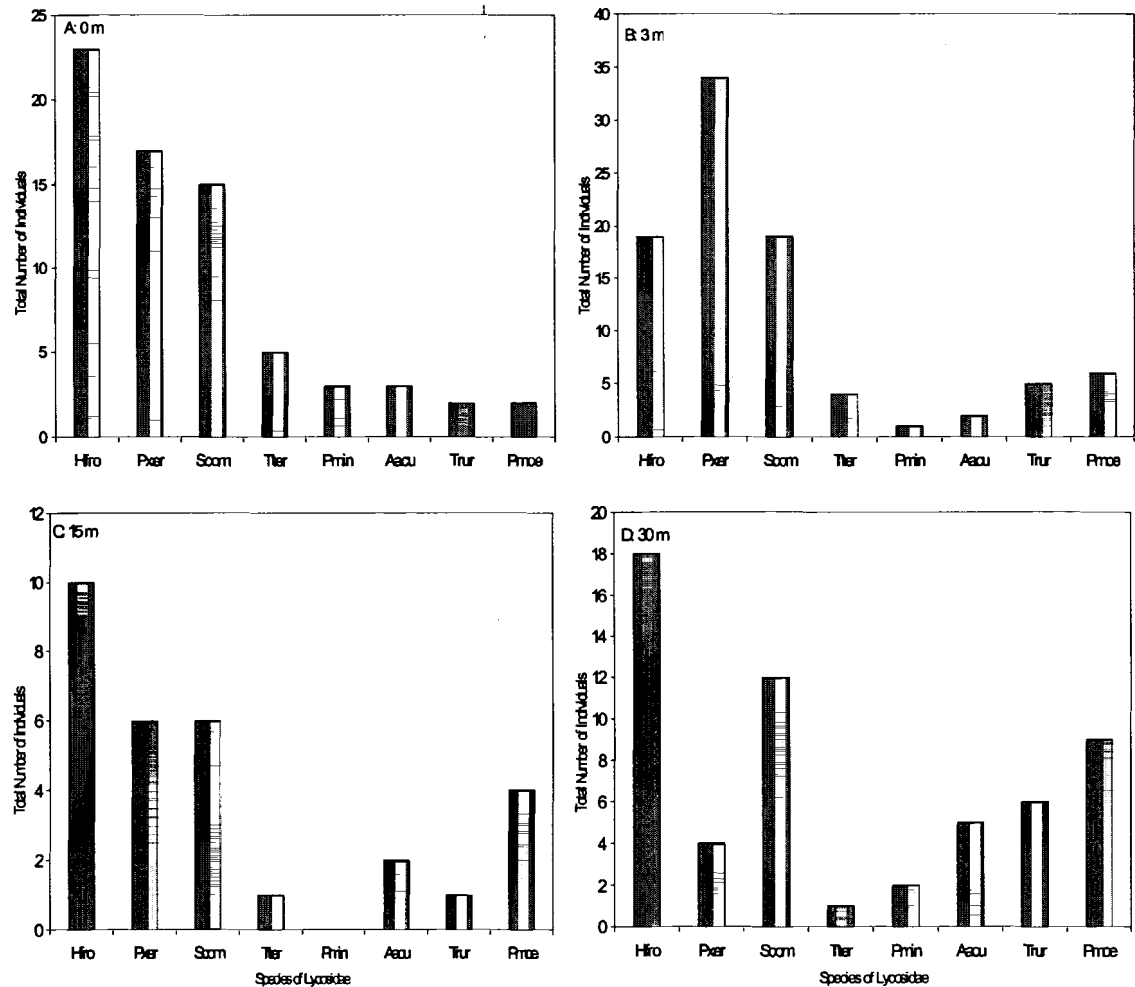 A: 0 m
25
20
15
10
5
0
Total Number of Individuals
Hfro Pxer Scom Tter Pmin Aacu Trur Pmoe
B: 3 m
40
35
30
25
20
15
10
5
0
Total Number of Individuals
Hfro Pxer Scom Tter Pmin Aacu Trur Pmoe
C: 15 m
12
10
8
6
4
2
0
Total Number of Individuals
Hfro Pxer Scom Tter Pmin Aacu Trur Pmoe
Species of Lycosidae
D: 30 m
20
18
16
14
12
10
8
6
4
2
0
Total Number of Individuals
Hfro Pxer Scom Tter Pmin Aacu Trur Pmoe
Species of Lycosidae